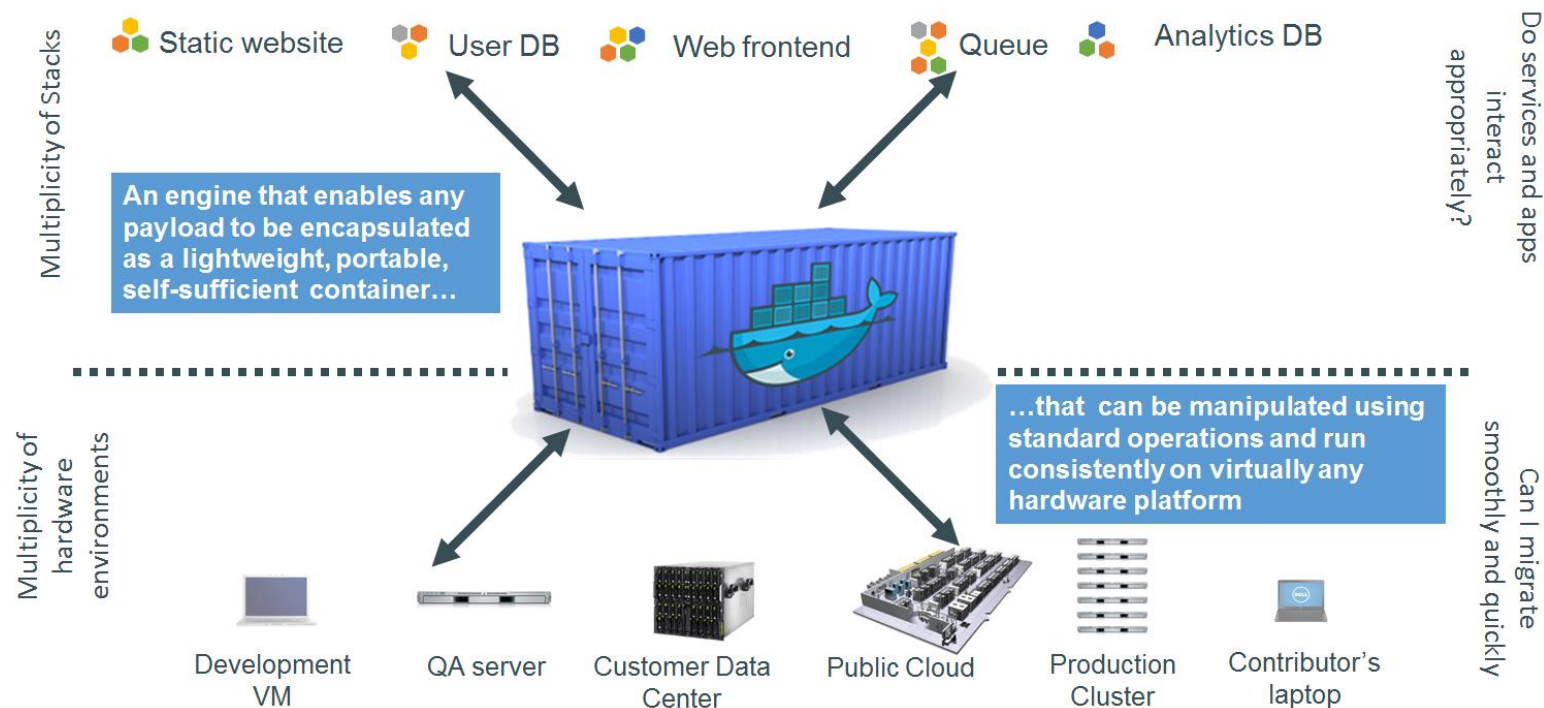 Static website
User DB
Web frontend
Queue
Analytics DB
Multiplicity of Stacks
Do services and apps
interact
appropriately?
An engine that enables any
payload to be encapsulated
as a lightweight, portable,
self-sufficient container…
…that can be manipulated using
standard operations and run
consistently on virtually any
hardware platform
Multiplicity of
hardware
environments
Can I migrate
smoothly and quickly
DELL
Development
VM
QA server
Customer Data
Center
Public Cloud
Production
Cluster
Contributor’s
laptop